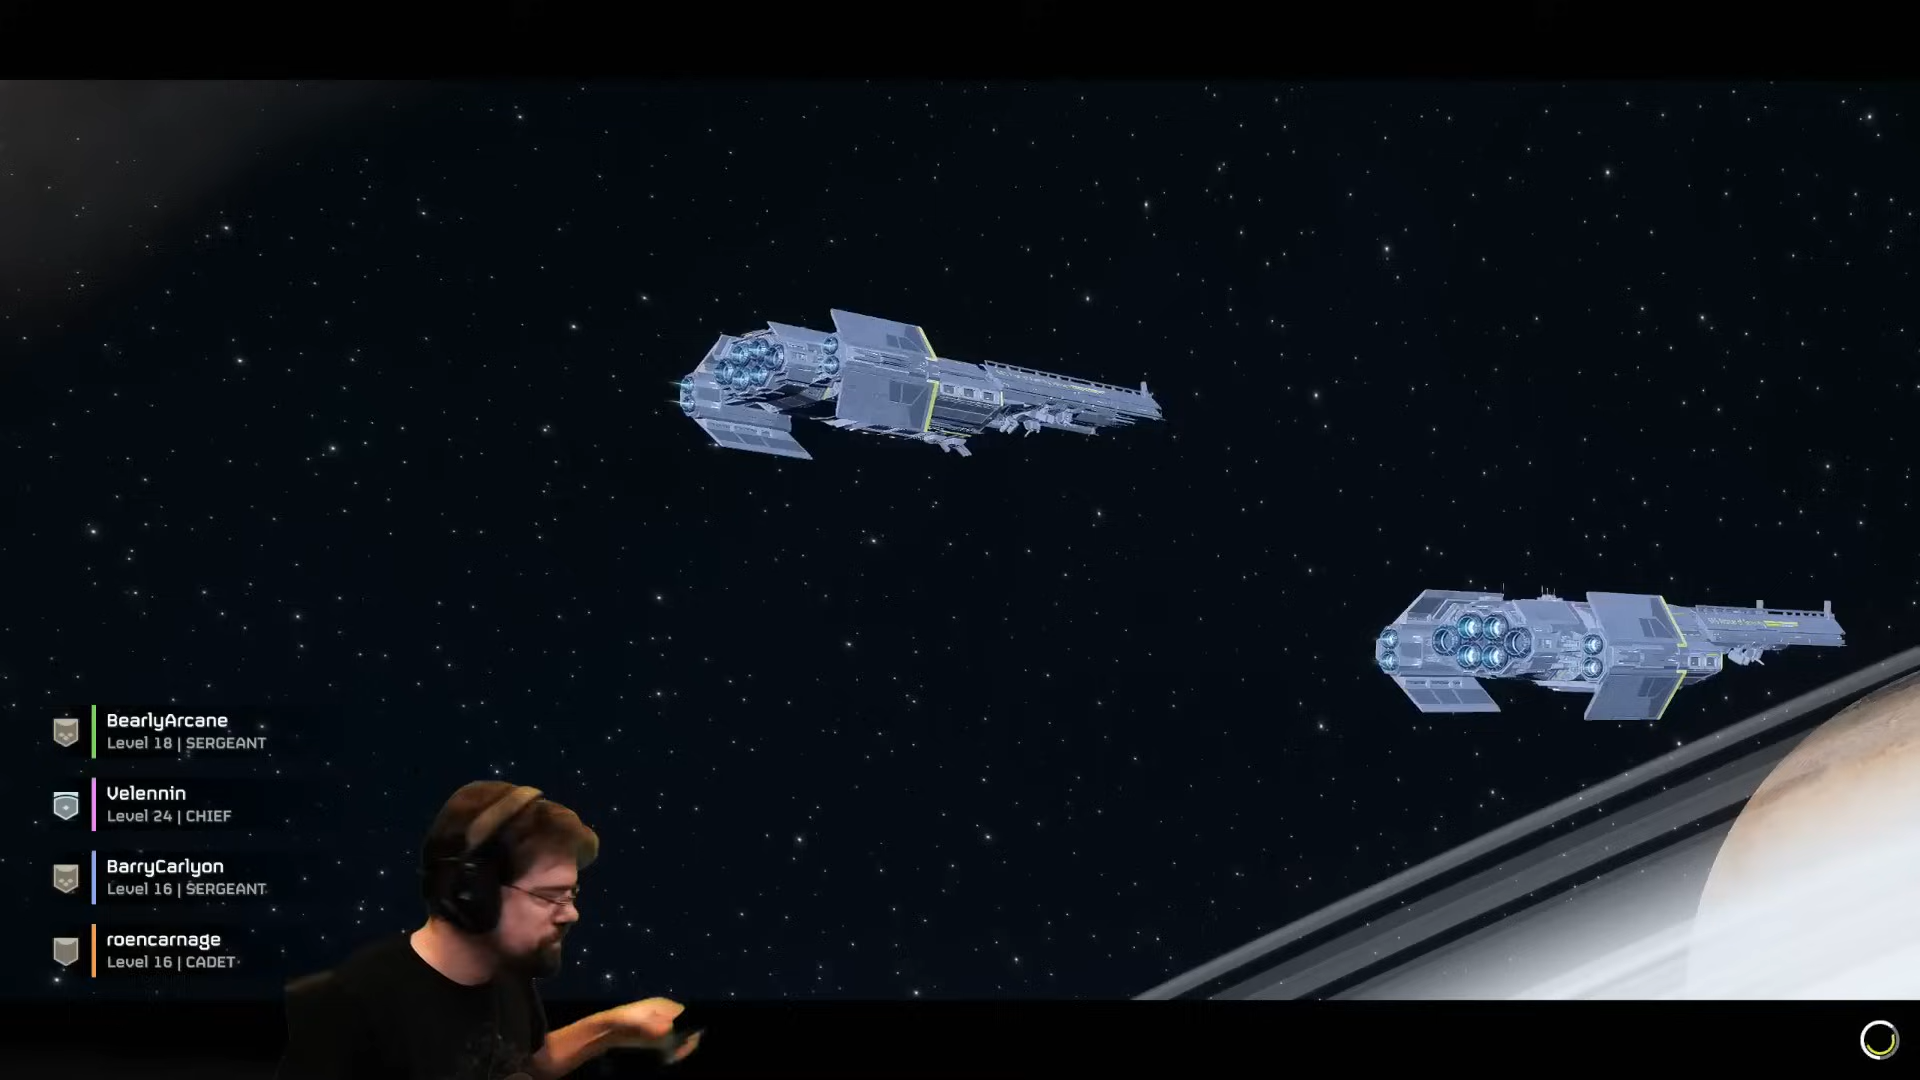 BearlyArcane
Level 18 | SERGEANT
Velennin
Level 24 | CHIEF
BarryCarlyon
Level 16 | SERGEANT
roencarnage
Level 16 | CADET